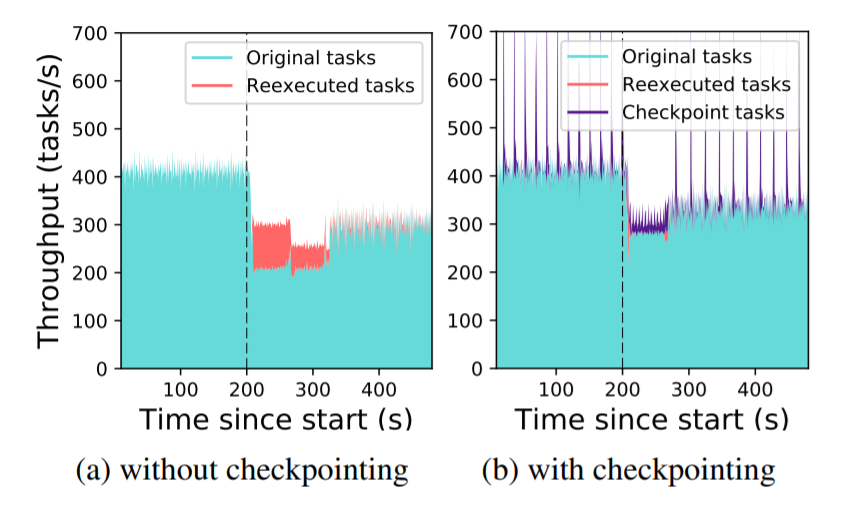 Throughput (tasks/s)
700
600
500
400
300
200
100
0
Original tasks
Reexecuted tasks
100 200 300 400
Time since start (s)
(a) without checkpointing
700
600
500
400
300
200
100
0
Original tasks
Reexecuted tasks
Checkpoint tasks
100 200 300 400
Time since start (s)
(b) with checkpointing